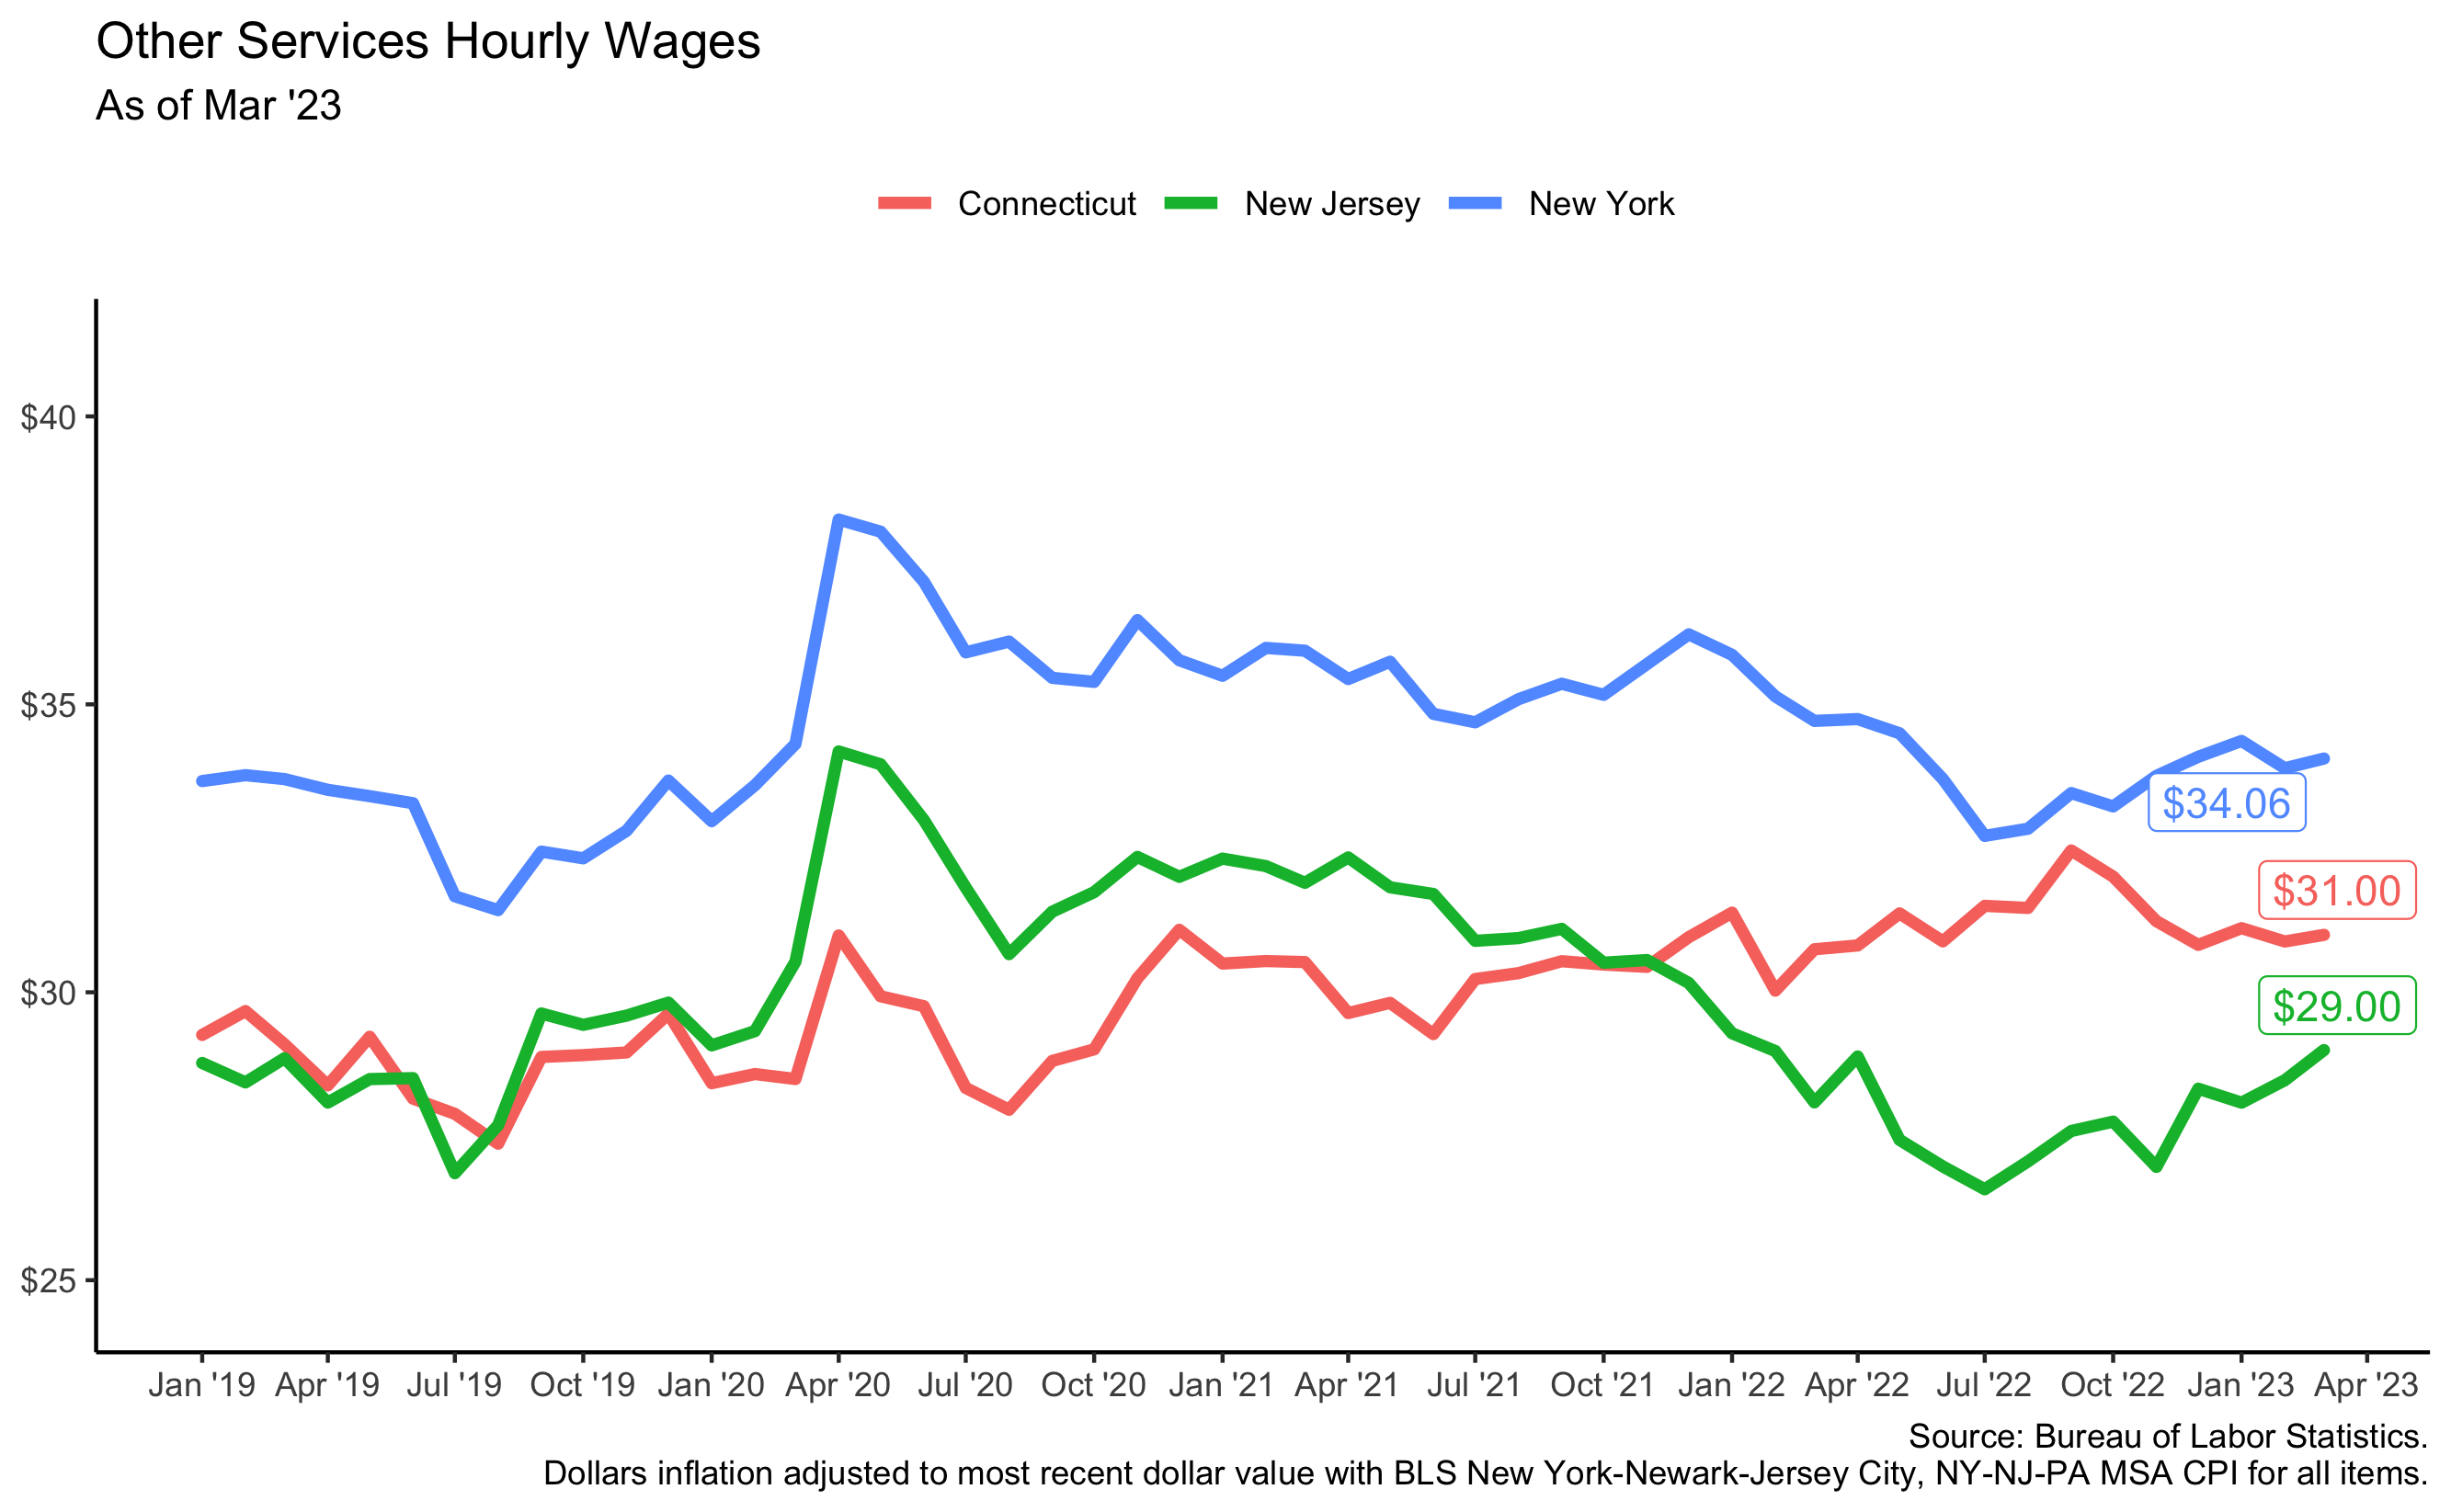 Other Services Hourly Wages
As of Mar '23
Connecticut New Jersey New York
$40
$35
$30
$25
$34.06
$31.00
$29.00
Jan '19 Apr '19 Jul '19 Oct '19 Jan '20 Apr '20 Jul '20 Oct '20 Jan '21 Apr '21 Jul '21 Oct '21 Jan '22 Apr '22 Jul '22 Oct '22 Jan '23 Apr '23
Source: Bureau of Labor Statistics.
Dollars inflation adjusted to most recent dollar value with BLS New York-Newark-Jersey City, NY-NJ-PA MSA CPI for all items.